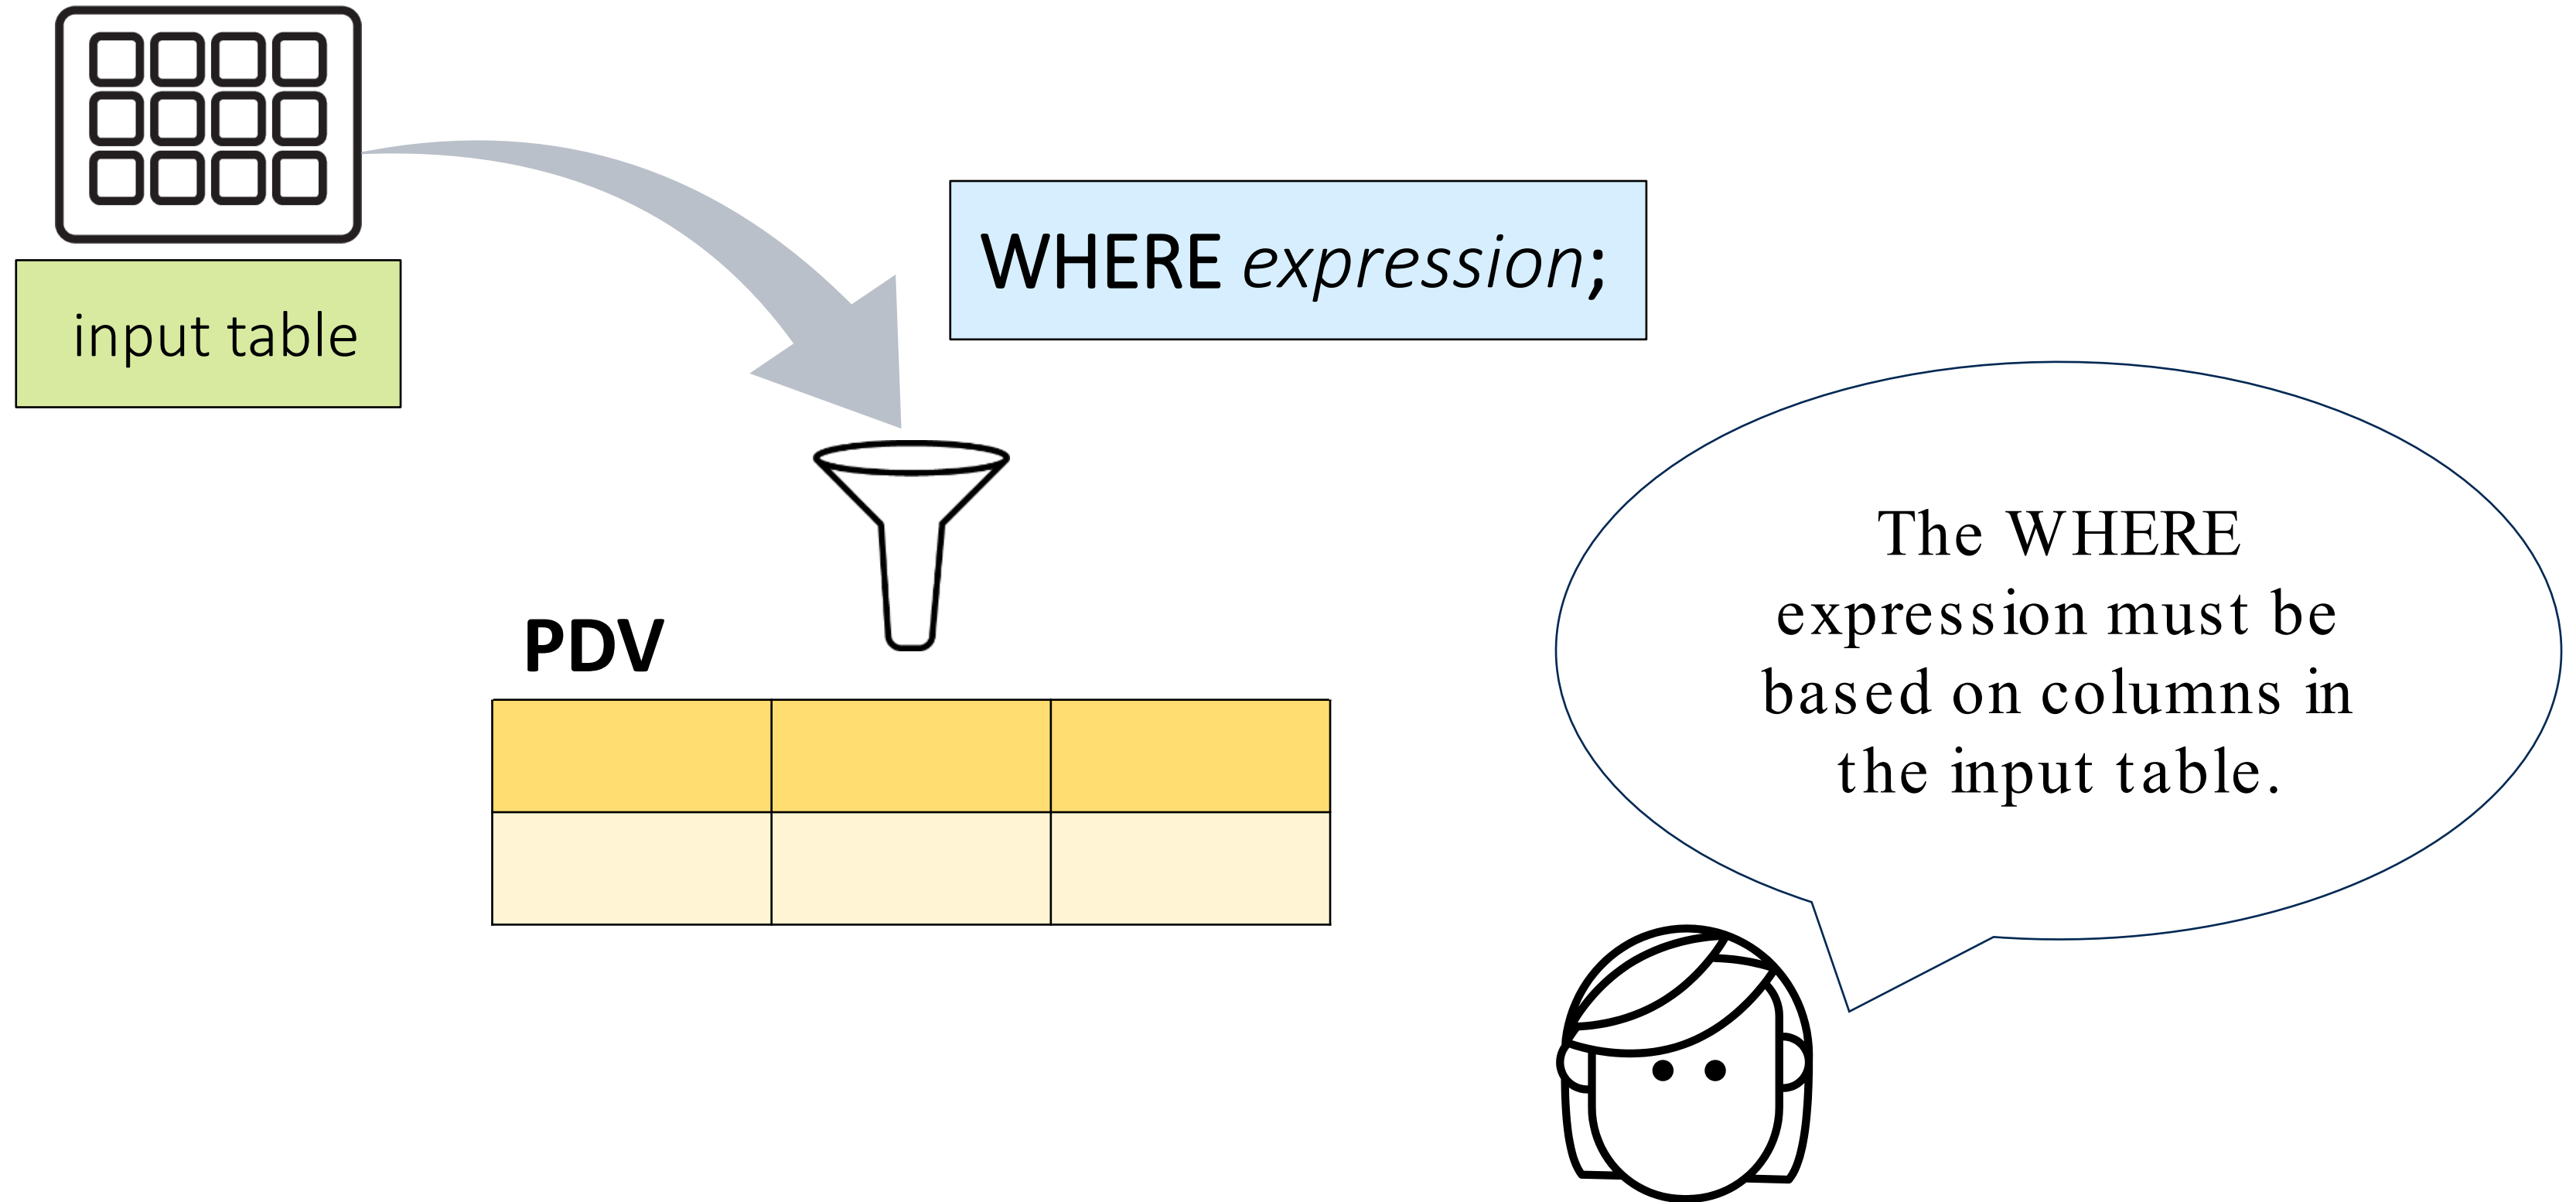 input table
WHERE expression;
PDV
The WHERE
expression must be
based on columns in
the input table.